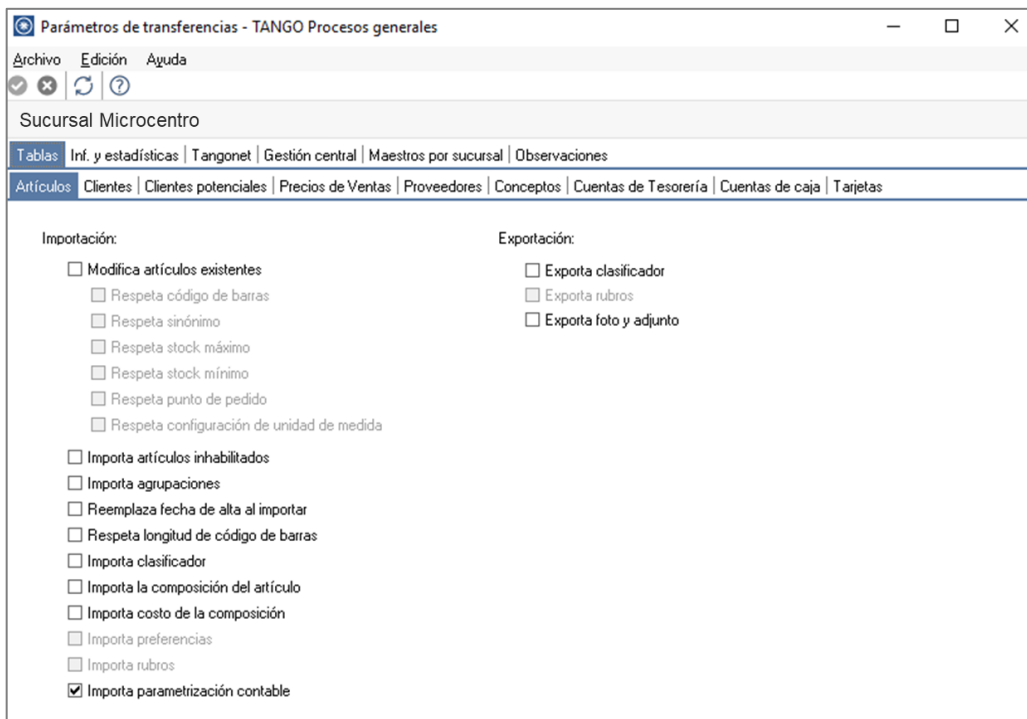 Parámetros de transferencias - TANGO Procesos generales
Archivo Edición Ayuda
Sucursal Microcentro
Tablas Inf. y estadísticas Tangonet Gestión central Maestros por sucursal Observaciones
Artículos Clientes Clientes potenciales Precios de Ventas Proveedores Conceptos Cuentas de Tesorería Cuentas de caja Tarjetas
Importación:
Modifica artículos existentes
Respeta código de barras
Respeta sinónimo
Respeta stock máximo
Respeta stock mínimo
Respeta punto de pedido
Respeta configuración de unidad de medida
Importa artículos inhabilitados
Importa agrupaciones
Reemplaza fecha de alta al importar
Respeta longitud de código de barras
Importa clasificador
Importa la composición del artículo
Importa costo de la composición
Importa preferencias
Importa rubros
Importa parametrización contable
Exportación:
Exporta clasificador
Exporta rubros
Exporta foto y adjunto